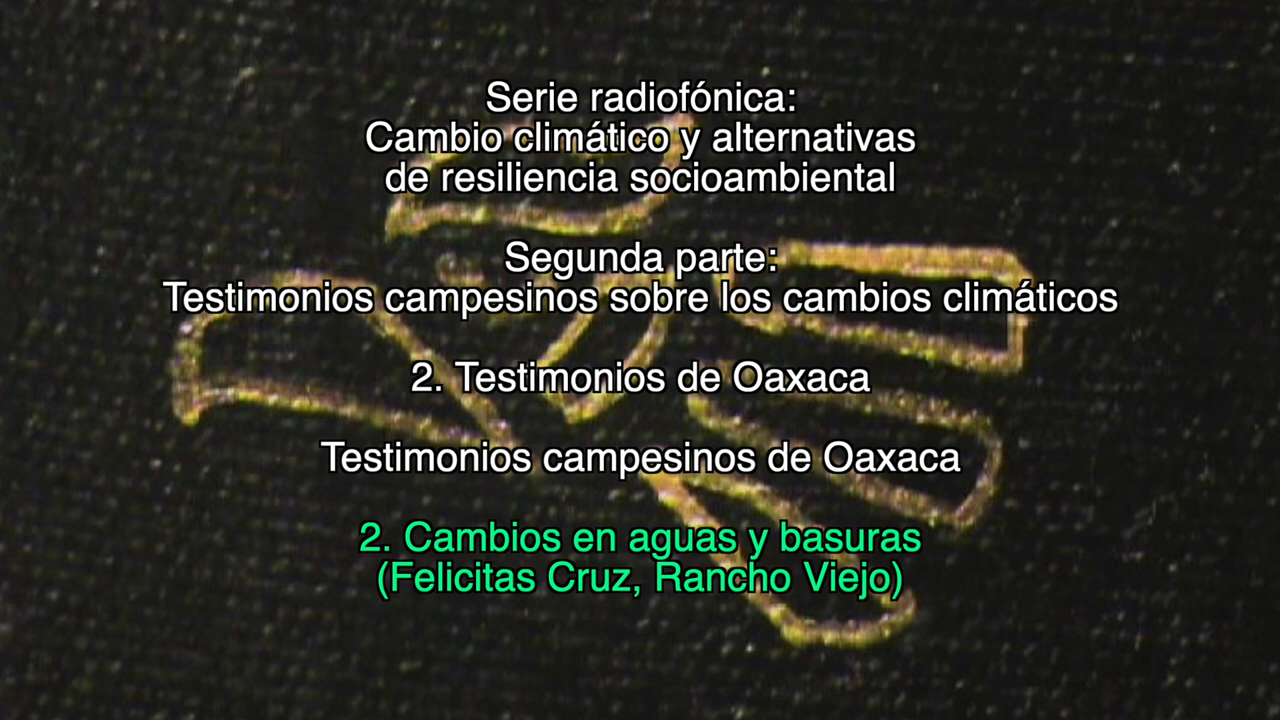 Serie radiofónica:
Cambio climático y alternativas
de resiliencia socioambiental
Segunda parte:
Testimonios campesinos sobre los cambios climáticos
2. Testimonios de Oaxaca
Testimonios campesinos de Oaxaca
2. Cambios en aguas y basuras
(Felicitas Cruz, Rancho Viejo)